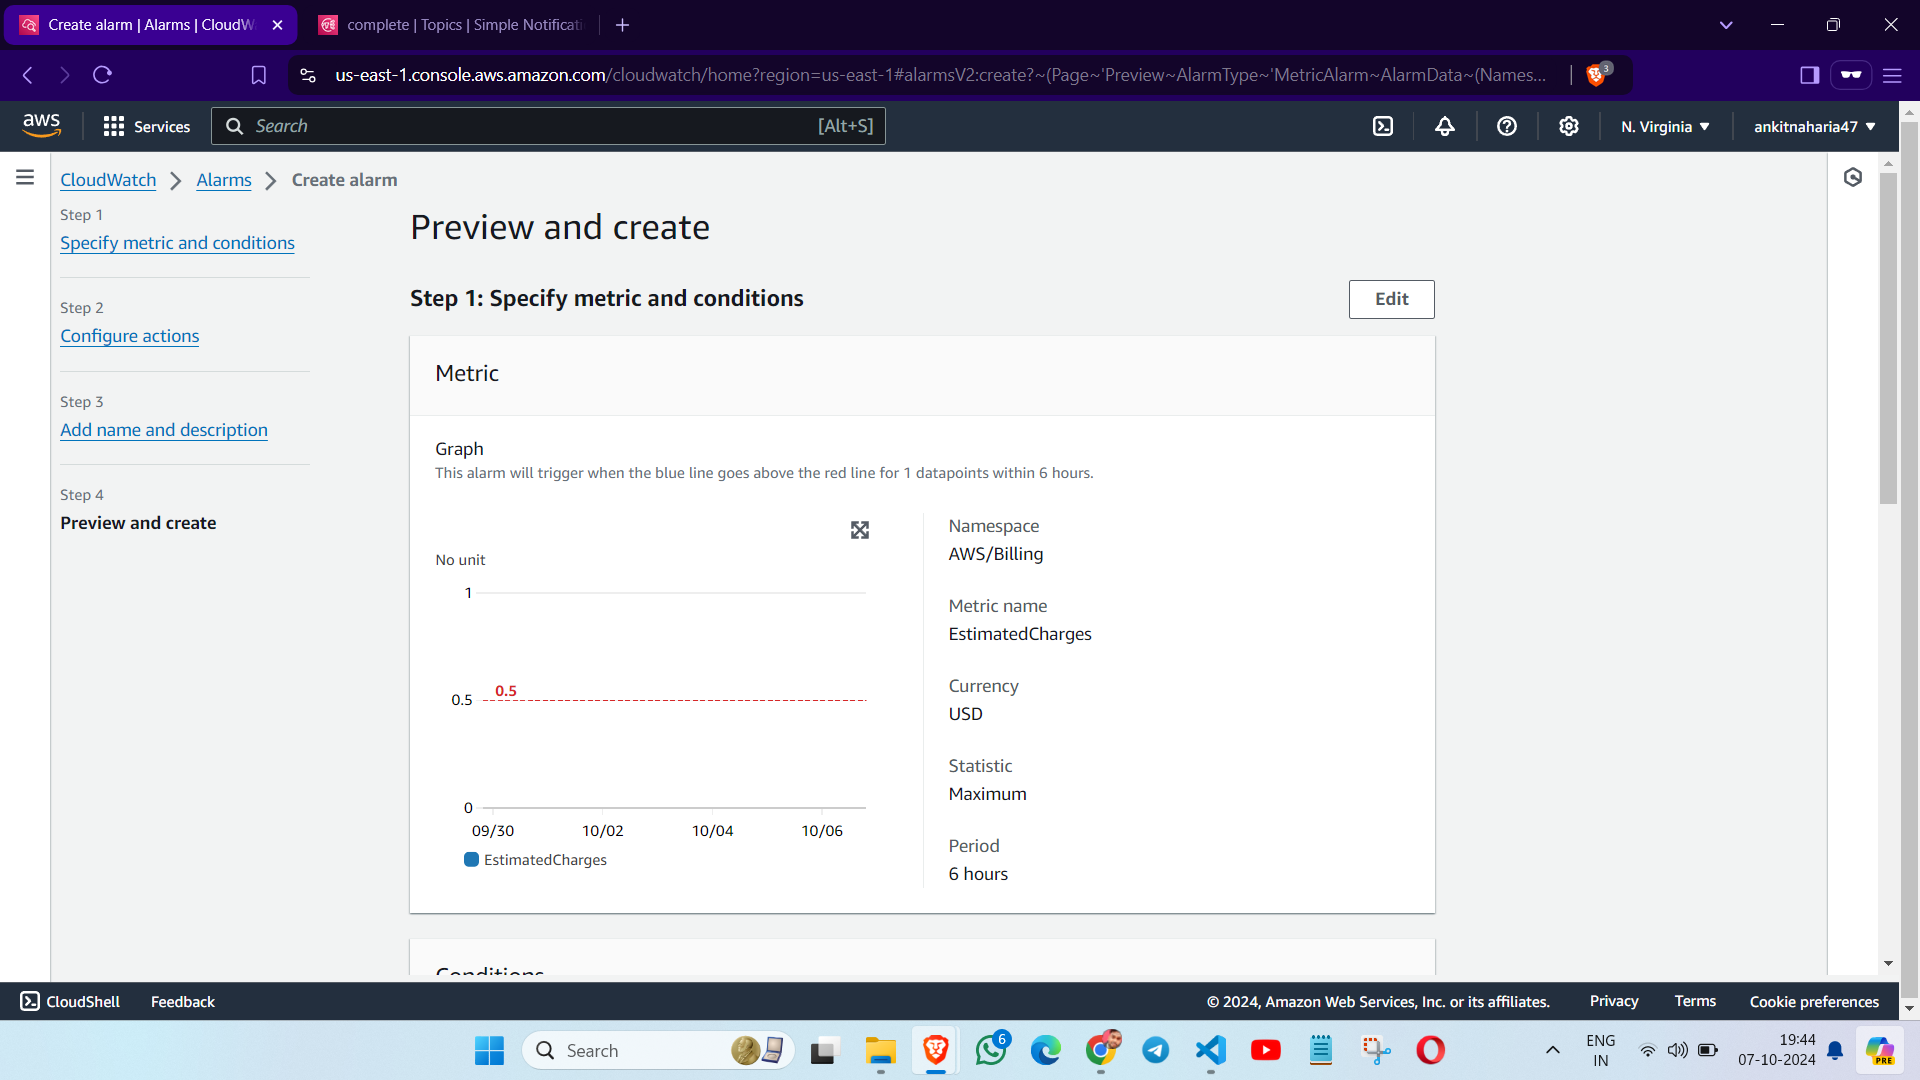 Create alarm | Alarms | CloudW
complete | Topics | Simple Notificati
us-east-1.console.aws.amazon.com/cloudwatch/home?region=us-east-1#alarmsV2:create?~(Page~'Preview~AlarmType~'MetricAlarm~AlarmData~(Names...
3
aws
Services
Search
[Alt+S]
N. Virginia
ankitnaharia47
CloudWatch
Alarms
Create alarm
Step 1
Specify metric and conditions
Step 2
Configure actions
Step 3
Add name and description
Step 4
Preview and create
Preview and create
Step 1: Specify metric and conditions
Edit
Metric
Graph
This alarm will trigger when the blue line goes above the red line for 1 datapoints within 6 hours.
No unit
1
0.5
0.5
0
09/30
10/02
10/04
10/06
EstimatedCharges
Namespace
AWS/Billing
Metric name
EstimatedCharges
Currency
USD
Statistic
Maximum
Period
6 hours
Conditions
CloudShell
Feedback
© 2024, Amazon Web Services, Inc. or its affiliates.
Privacy
Terms
Cookie preferences
Search
6
ENG
IN
19:44
07-10-2024
PRE